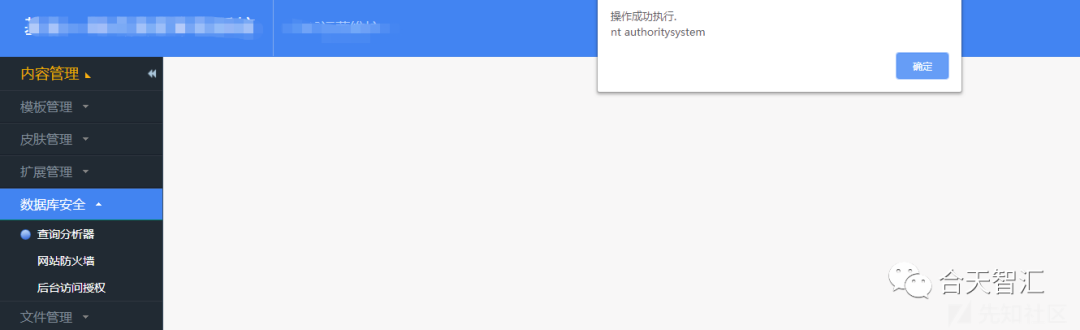 操作成功执行,
nt authoritysystem
确定
内容管理
模板管理
皮肤管理
扩展管理
数据库安全
查询分析器
网站防火墙
后台访问授权
文件管理
合天智汇
先知社区